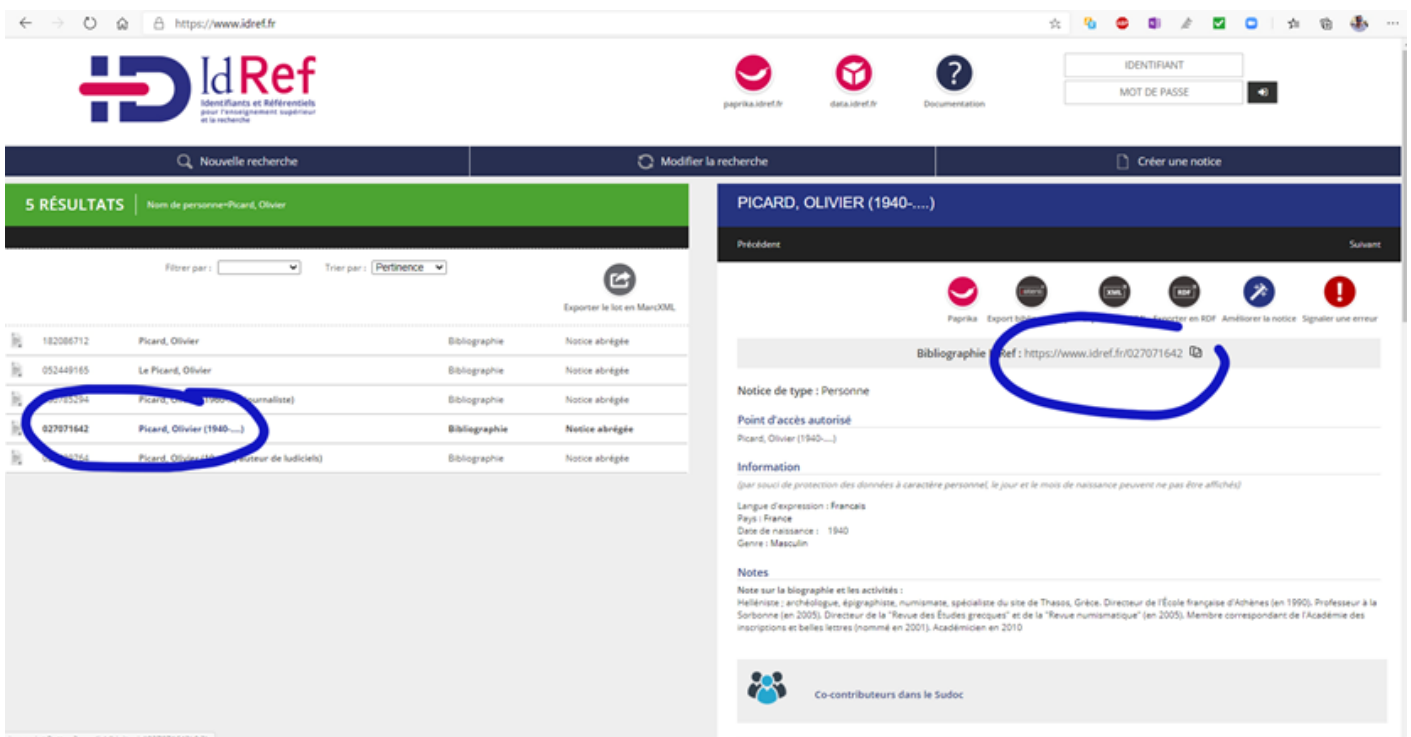 https://www.idref.fr
IdRef
Identifiants et Référentiels
pour l'enseignement supérieur
et la recherche
paprika.idref.fr
data.idref.fr
Documentation
IDENTIFIANT
MOT DE PASSE
Nouvelle recherche
Modifier la recherche
Créer une notice
5 RÉSULTATS Nom de personne=Picard, Olivier
Filtrer par : Trier par : Pertinence
Exporter le lot en MarcXML
182086712 Picard, Olivier Bibliographie Notice abrégée
052449165 Le Picard, Olivier Bibliographie Notice abrégée
Picard, journaliste) Bibliographie Notice abrégée
027071642 Picard, Olivier (1940-....) Bibliographie Notice abrégée
Picard, Olivier auteur de ludiciels) Bibliographie Notice abrégée
PICARD, OLIVIER (1940-....)
Précédent Suivant
Paprika Export Exporter en RDF Améliorer la notice Signaler une erreur
XML RDF
Bibliographie Ref : https://www.idref.fr/027071642
Notice de type : Personne
Point d'accès autorisé
Picard, Olivier (1940-....)
Information
(par souci de protection des données à caractère personnel, le jour et le mois de naissance peuvent ne pas être affichés)
Langue d'expression : Francais
Pays : France
Date de naissance : 1940
Genre : Masculin
Notes
Note sur la biographie et les activités :
Helléniste ; archéologue, épigraphiste, numismate, spécialiste du site de Thasos, Grèce. Directeur de l'École française d'Athènes (en 1990). Professeur à la
Sorbonne (en 2005). Directeur de la "Revue des Études grecques" et de la "Revue numismatique" (en 2005). Membre correspondant de l'Académie des
inscriptions et belles lettres (nommé en 2001). Académicien en 2010
Co-contributeurs dans le Sudoc